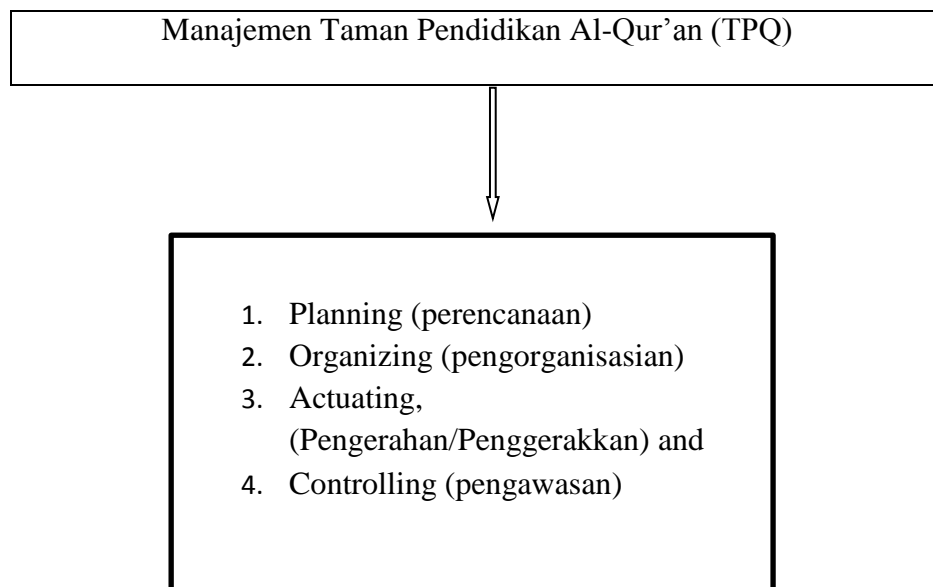 Manajemen Taman Pendidikan Al-Qur’an (TPQ)
1. Planning (perencanaan)
2. Organizing (pengorganisasian)
3. Actuating,
(Pengerahan/Penggerakkan) and
4. Controlling (pengawasan)